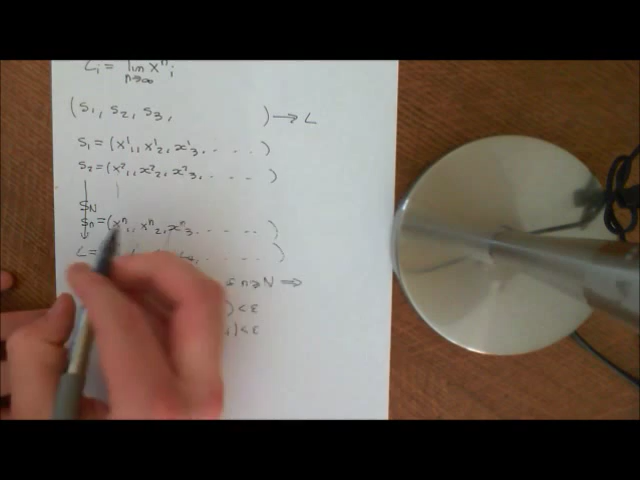 Lᵢ = lim xⁿᵢ
n→∞
(S₁, S₂, S₃,        ) → L
S₁ = (x¹₁, x¹₂, x¹₃, . . . . )
S₂ = (x²₁, x²₂, x²₃, . . . . )
S_N
Sₙ = (xⁿ₁, xⁿ₂, xⁿ₃, . . . . . )
L =
n ≥ N ⟹
) < ε
) < ε